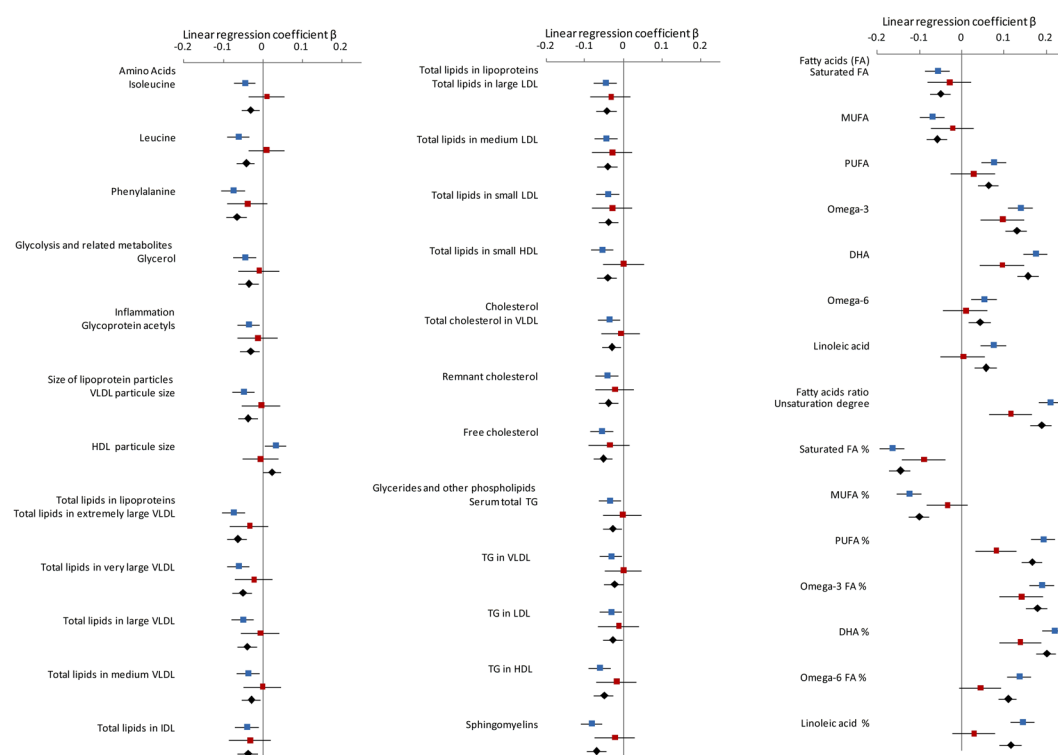 Linear regression coefficient β
-0.2 -0.1 0 0.1 0.2
Amino Acids
Isoleucine
Leucine
Phenylalanine
Glycolysis and related metabolites
Glycerol
Inflammation
Glycoprotein acetyls
Size of lipoprotein particles
VLDL particule size
HDL particule size
Total lipids in lipoproteins
Total lipids in extremely large VLDL
Total lipids in very large VLDL
Total lipids in large VLDL
Total lipids in medium VLDL
Total lipids in IDL
Linear regression coefficient β
-0.2 -0.1 0 0.1 0.2
Total lipids in lipoproteins
Total lipids in large LDL
Total lipids in medium LDL
Total lipids in small LDL
Total lipids in small HDL
Cholesterol
Total cholesterol in VLDL
Remnant cholesterol
Free cholesterol
Glycerides and other phospholipids
Serum total TG
TG in VLDL
TG in LDL
TG in HDL
Sphingomyelins
Linear regression coefficient β
-0.2 -0.1 0 0.1 0.2
Fatty acids (FA)
Saturated FA
MUFA
PUFA
Omega-3
DHA
Omega-6
Linoleic acid
Fatty acids ratio
Unsaturation degree
Saturated FA %
MUFA %
PUFA %
Omega-3 FA %
DHA %
Omega-6 FA %
Linoleic acid %